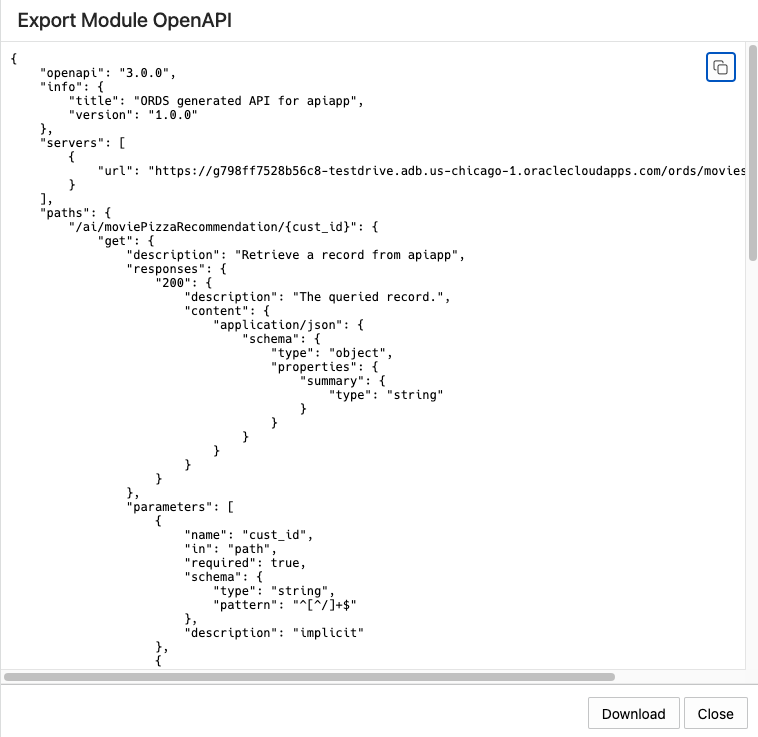 Export Module OpenAPI
{
    "openapi": "3.0.0",
    "info": {
        "title": "ORDS generated API for apiapp",
        "version": "1.0.0"
    },
    "servers": [
        {
            "url": "https://g798ff7528b56c8-testdrive.adb.us-chicago-1.oraclecloudapps.com/ords/movies
        }
    ],
    "paths": {
        "/ai/moviePizzaRecommendation/{cust_id}": {
            "get": {
                "description": "Retrieve a record from apiapp",
                "responses": {
                    "200": {
                        "description": "The queried record.",
                        "content": {
                            "application/json": {
                                "schema": {
                                    "type": "object",
                                    "properties": {
                                        "summary": {
                                            "type": "string"
                                        }
                                    }
                                }
                            }
                        }
                    }
                },
                "parameters": [
                    {
                        "name": "cust_id",
                        "in": "path",
                        "required": true,
                        "schema": {
                            "type": "string",
                            "pattern": "^[^/]+$"
                        },
                        "description": "implicit"
                    },
                    {
Download
Close